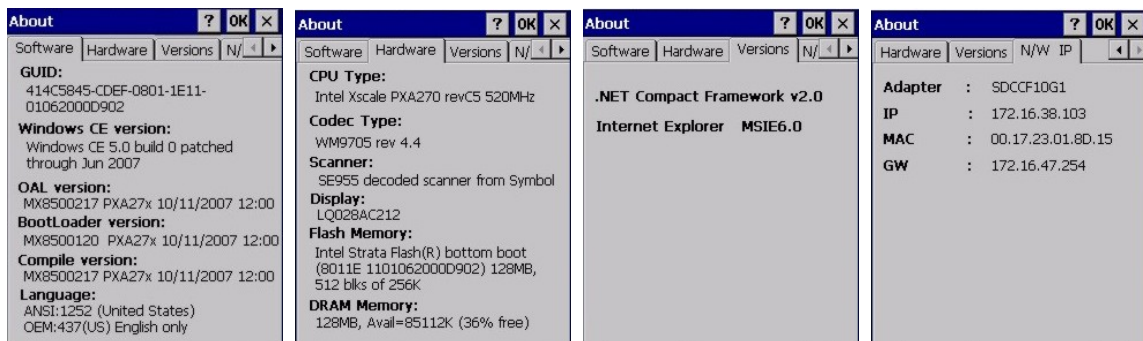 About ? OK ×
Software Hardware Versions N/
GUID:
414C5845-CDEF-0801-1E11-
01062000D902
Windows CE version:
Windows CE 5.0 build 0 patched
through Jun 2007
OAL version:
MX8500217 PXA27x 10/11/2007 12:00
BootLoader version:
MX8500120 PXA27x 10/11/2007 12:00
Compile version:
MX8500217 PXA27x 10/11/2007 12:00
Language:
ANSI:1252 (United States)
OEM:437(US) English only
About ? OK ×
Software Hardware Versions N/
CPU Type:
Intel Xscale PXA270 revC5 520MHz
Codec Type:
WM9705 rev 4.4
Scanner:
SE955 decoded scanner from Symbol
Display:
LQ028AC212
Flash Memory:
Intel Strata Flash(R) bottom boot
(8011E 1101062000D902) 128MB,
512 blks of 256K
DRAM Memory:
128MB, Avail=85112K (36% free)
About ? OK ×
Software Hardware Versions N/
.NET Compact Framework v2.0
Internet Explorer MSIE6.0
About ? OK ×
Hardware Versions N/W IP
Adapter : SDCCF10G1
IP : 172.16.38.103
MAC : 00.17.23.01.8D.15
GW : 172.16.47.254